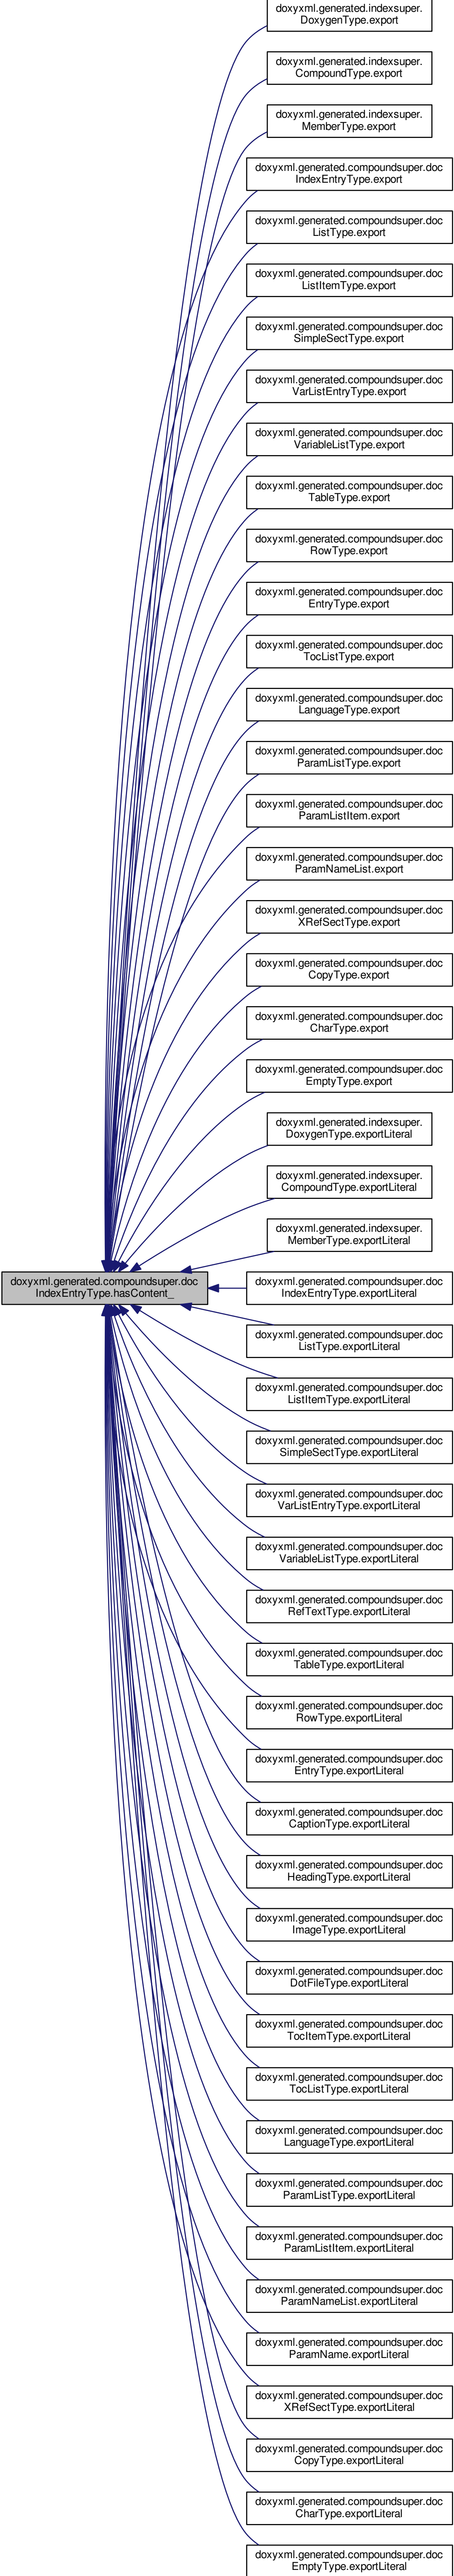 doxyxml.generated.indexsuper.
DoxygenType.export
doxyxml.generated.indexsuper.
CompoundType.export
doxyxml.generated.indexsuper.
MemberType.export
doxyxml.generated.compoundsuper.doc
IndexEntryType.export
doxyxml.generated.compoundsuper.doc
ListType.export
doxyxml.generated.compoundsuper.doc
ListItemType.export
doxyxml.generated.compoundsuper.doc
SimpleSectType.export
doxyxml.generated.compoundsuper.doc
VarListEntryType.export
doxyxml.generated.compoundsuper.doc
VariableListType.export
doxyxml.generated.compoundsuper.doc
TableType.export
doxyxml.generated.compoundsuper.doc
RowType.export
doxyxml.generated.compoundsuper.doc
EntryType.export
doxyxml.generated.compoundsuper.doc
TocListType.export
doxyxml.generated.compoundsuper.doc
LanguageType.export
doxyxml.generated.compoundsuper.doc
ParamListType.export
doxyxml.generated.compoundsuper.doc
ParamListItem.export
doxyxml.generated.compoundsuper.doc
ParamNameList.export
doxyxml.generated.compoundsuper.doc
XRefSectType.export
doxyxml.generated.compoundsuper.doc
CopyType.export
doxyxml.generated.compoundsuper.doc
CharType.export
doxyxml.generated.compoundsuper.doc
EmptyType.export
doxyxml.generated.indexsuper.
DoxygenType.exportLiteral
doxyxml.generated.indexsuper.
CompoundType.exportLiteral
doxyxml.generated.indexsuper.
MemberType.exportLiteral
doxyxml.generated.compoundsuper.doc
IndexEntryType.hasContent_
doxyxml.generated.compoundsuper.doc
IndexEntryType.exportLiteral
doxyxml.generated.compoundsuper.doc
ListType.exportLiteral
doxyxml.generated.compoundsuper.doc
ListItemType.exportLiteral
doxyxml.generated.compoundsuper.doc
SimpleSectType.exportLiteral
doxyxml.generated.compoundsuper.doc
VarListEntryType.exportLiteral
doxyxml.generated.compoundsuper.doc
VariableListType.exportLiteral
doxyxml.generated.compoundsuper.doc
RefTextType.exportLiteral
doxyxml.generated.compoundsuper.doc
TableType.exportLiteral
doxyxml.generated.compoundsuper.doc
RowType.exportLiteral
doxyxml.generated.compoundsuper.doc
EntryType.exportLiteral
doxyxml.generated.compoundsuper.doc
CaptionType.exportLiteral
doxyxml.generated.compoundsuper.doc
HeadingType.exportLiteral
doxyxml.generated.compoundsuper.doc
ImageType.exportLiteral
doxyxml.generated.compoundsuper.doc
DotFileType.exportLiteral
doxyxml.generated.compoundsuper.doc
TocItemType.exportLiteral
doxyxml.generated.compoundsuper.doc
TocListType.exportLiteral
doxyxml.generated.compoundsuper.doc
LanguageType.exportLiteral
doxyxml.generated.compoundsuper.doc
ParamListType.exportLiteral
doxyxml.generated.compoundsuper.doc
ParamListItem.exportLiteral
doxyxml.generated.compoundsuper.doc
ParamNameList.exportLiteral
doxyxml.generated.compoundsuper.doc
ParamName.exportLiteral
doxyxml.generated.compoundsuper.doc
XRefSectType.exportLiteral
doxyxml.generated.compoundsuper.doc
CopyType.exportLiteral
doxyxml.generated.compoundsuper.doc
CharType.exportLiteral
doxyxml.generated.compoundsuper.doc
EmptyType.exportLiteral